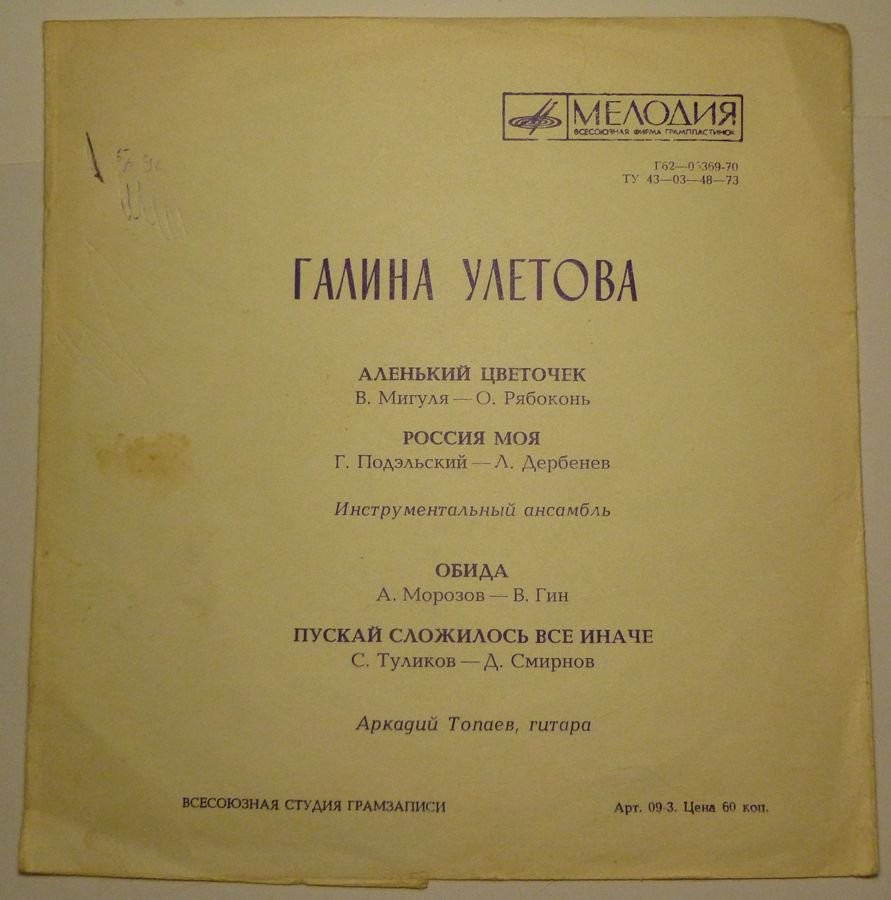 МЕЛОДИЯ
ВСЕСОЮЗНАЯ ФИРМА ГРАМПЛАСТИНОК
ТУ 43—03—48—73
ГАЛИНА УЛЕТОВА
АЛЕНЬКИЙ ЦВЕТОЧЕК
В. Мигуля — О. Рябоконь
РОССИЯ МОЯ
Г. Подэльский — Л. Дербенев
Инструментальный ансамбль
ОБИДА
А. Морозов — В. Гин
ПУСКАЙ СЛОЖИЛОСЬ ВСЕ ИНАЧЕ
С. Туликов — Д. Смирнов
Аркадий Топаев, гитара
ВСЕСОЮЗНАЯ СТУДИЯ ГРАМЗАПИСИ
Арт. 09-3. Цена 60 коп.